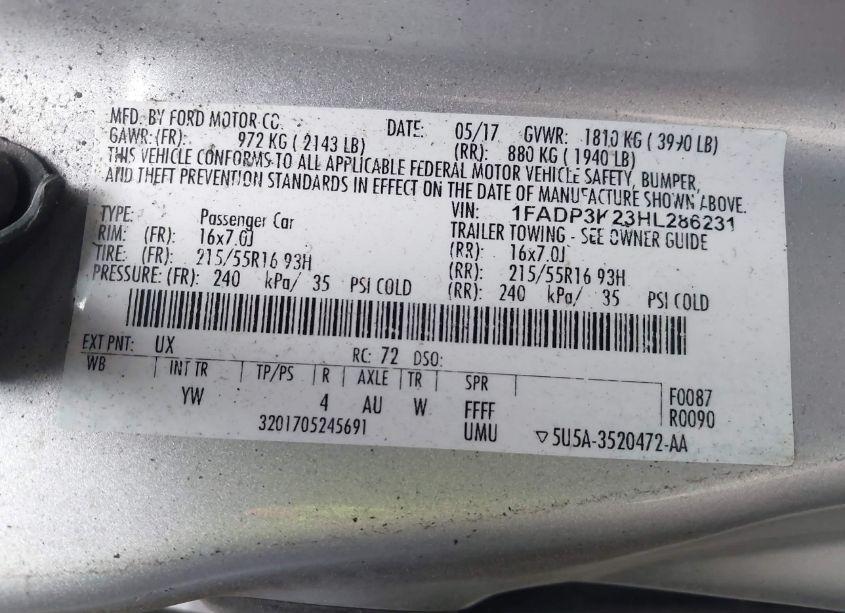 MFD. BY FORD MOTOR CO. DATE: 05/17 GVWR: 1810 KG ( 3990 LB)
GAWR: (FR): 972 KG ( 2143 LB) (RR): 880 KG ( 1940 LB)
THIS VEHICLE CONFORMS TO ALL APPLICABLE FEDERAL MOTOR VEHICLE SAFETY, BUMPER,
AND THEFT PREVENTION STANDARDS IN EFFECT ON THE DATE OF MANUFACTURE SHOWN ABOVE.
VIN: 1FADP3K23HL286231
TYPE: Passenger Car TRAILER TOWING - SEE OWNER GUIDE
RIM: (FR): 16x7.0J (RR): 16x7.0J
TIRE: (FR): 215/55R16 93H (RR): 215/55R16 93H
PRESSURE: (FR): 240 kPa/ 35 PSI COLD (RR): 240 kPa/ 35 PSI COLD
EXT PNT: UX RC: 72 DSO:
WB INT TR TP/PS R AXLE TR SPR F0087
YW 4 AU W FFFF R0090
3201705245691 UMU ▽5U5A-3520472-AA